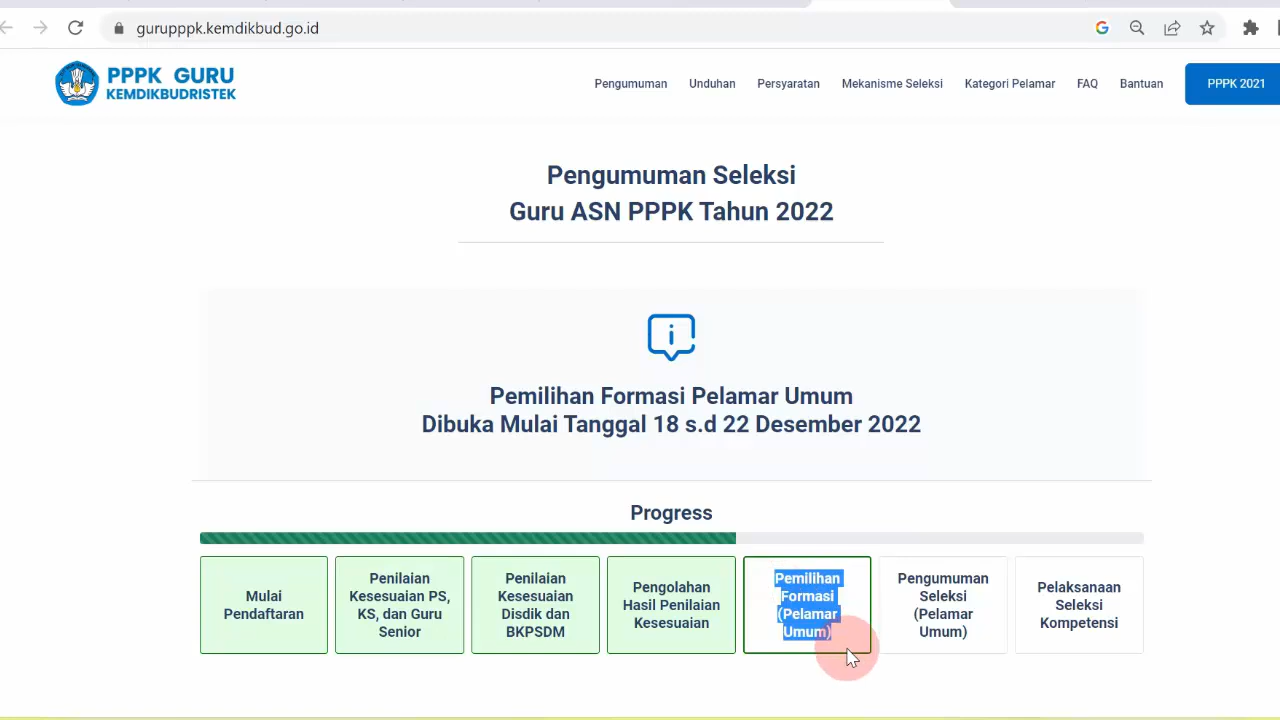 gurupppk.kemdikbud.go.id
PPPK GURU
KEMDIKBUDRISTEK
Pengumuman
Unduhan
Persyaratan
Mekanisme Seleksi
Kategori Pelamar
FAQ
Bantuan
PPPK 2021
Pengumuman Seleksi
Guru ASN PPPK Tahun 2022
Pemilihan Formasi Pelamar Umum
Dibuka Mulai Tanggal 18 s.d 22 Desember 2022
Progress
Mulai
Pendaftaran
Penilaian
Kesesuaian PS,
KS, dan Guru
Senior
Penilaian
Kesesuaian
Disdik dan
BKPSDM
Pengolahan
Hasil Penilaian
Kesesuaian
Pemilihan
Formasi
(Pelamar
Umum)
Pengumuman
Seleksi
(Pelamar
Umum)
Pelaksanaan
Seleksi
Kompetensi